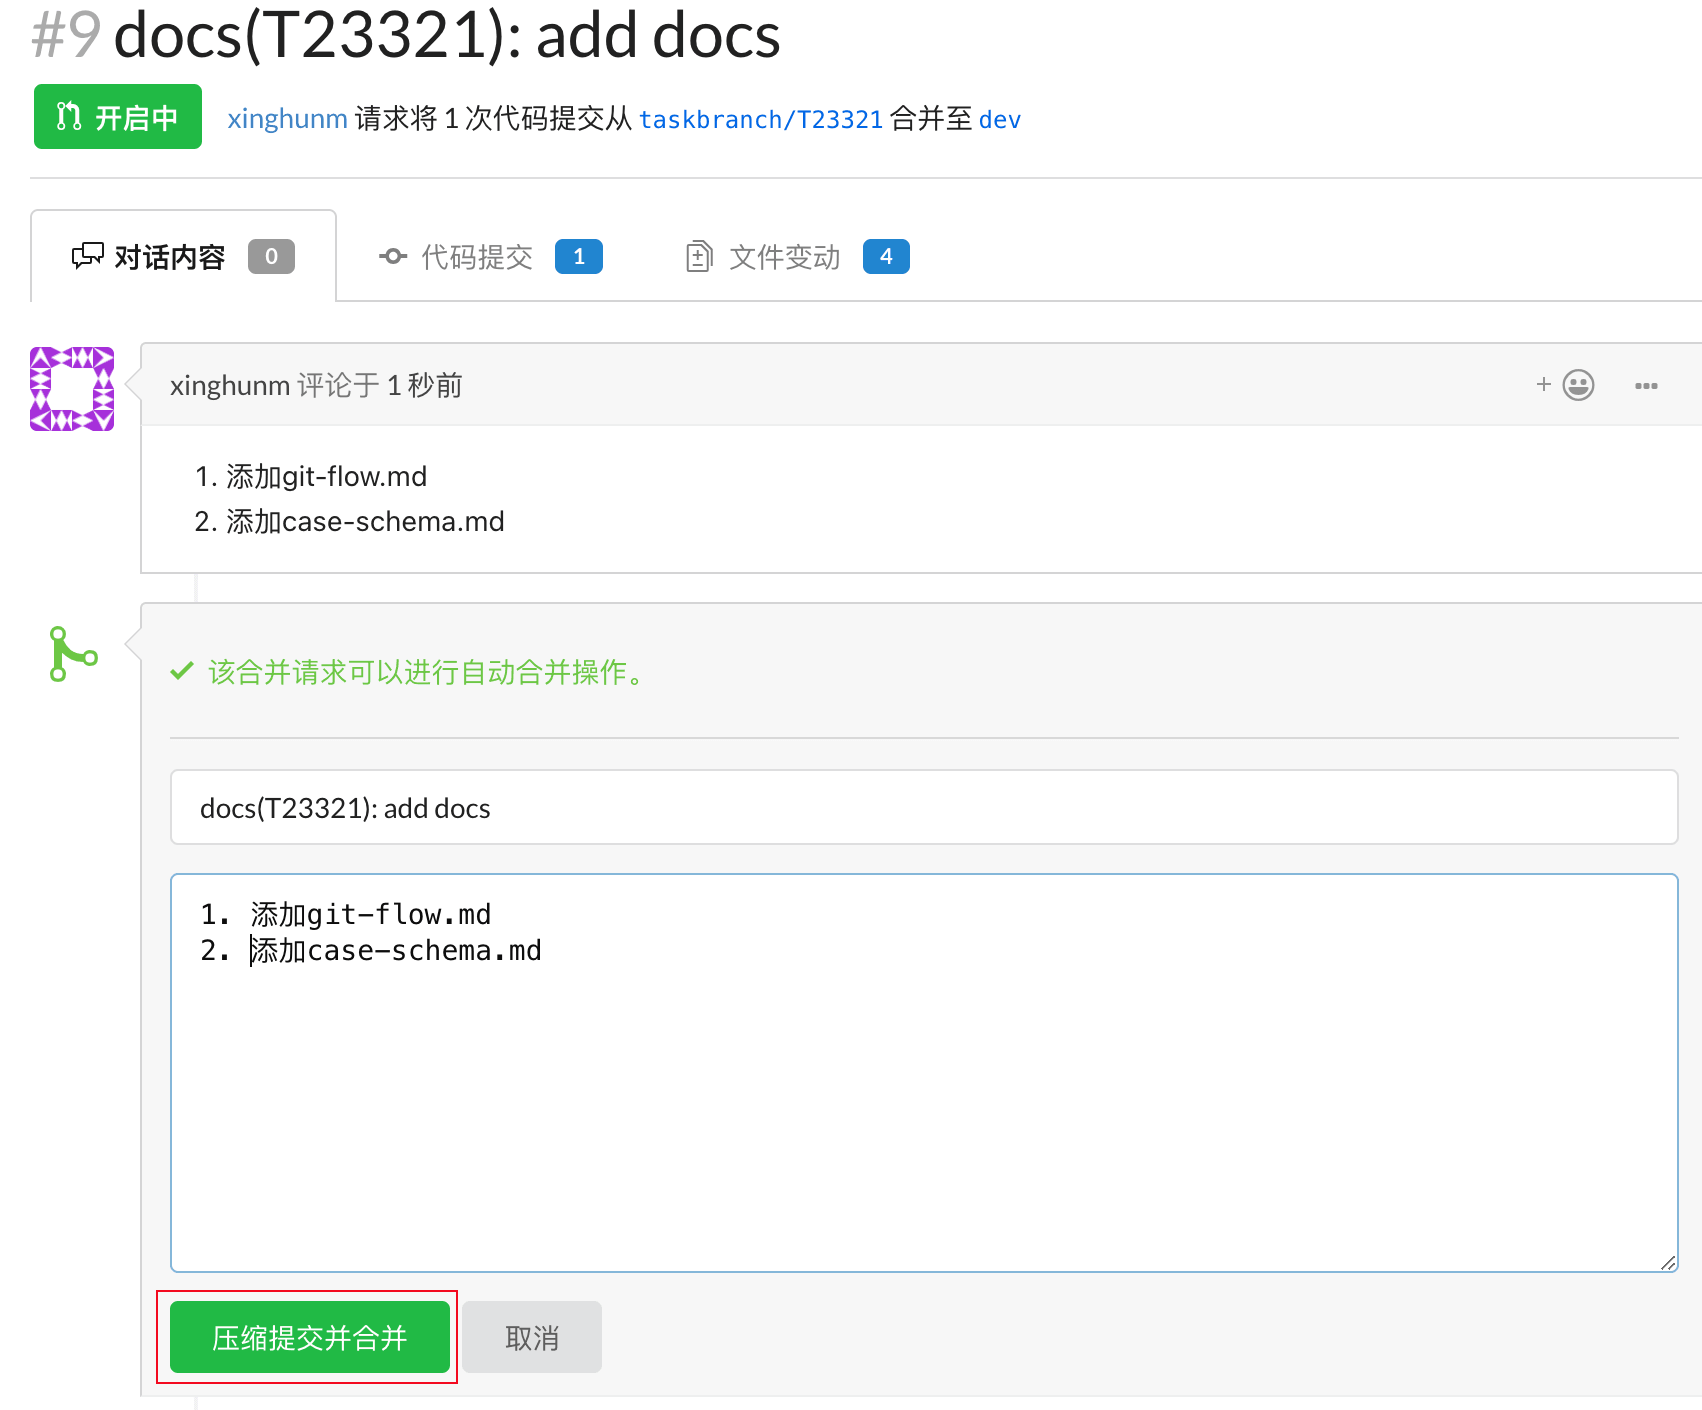 #9 docs(T23321): add docs
开启中 xinghunm 请求将 1 次代码提交从 taskbranch/T23321 合并至 dev
对话内容 0 代码提交 1 文件变动 4
xinghunm 评论于 1 秒前
1. 添加git-flow.md
2. 添加case-schema.md
该合并请求可以进行自动合并操作。
docs(T23321): add docs
1. 添加git-flow.md
2. 添加case-schema.md
压缩提交并合并 取消